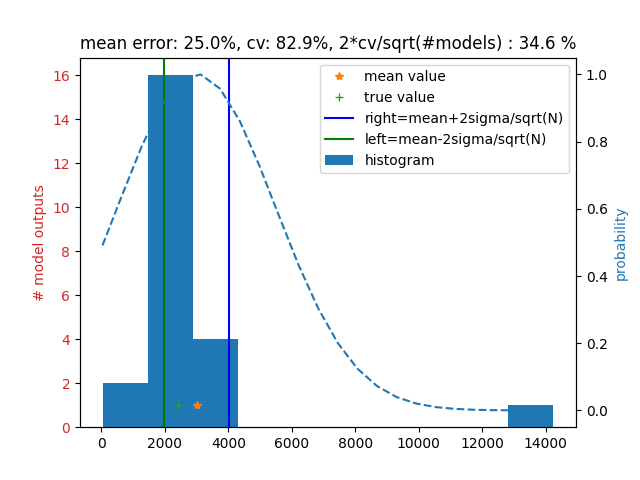 mean error: 25.0%, cv: 82.9%, 2*cv/sqrt(#models) : 34.6 %
mean value
true value
right=mean+2sigma/sqrt(N)
left=mean-2sigma/sqrt(N)
histogram
# model outputs
16
14
12
10
8
6
4
2
0
1.0
0.8
0.6
0.4
0.2
0.0
probability
0
2000
4000
6000
8000
10000
12000
14000